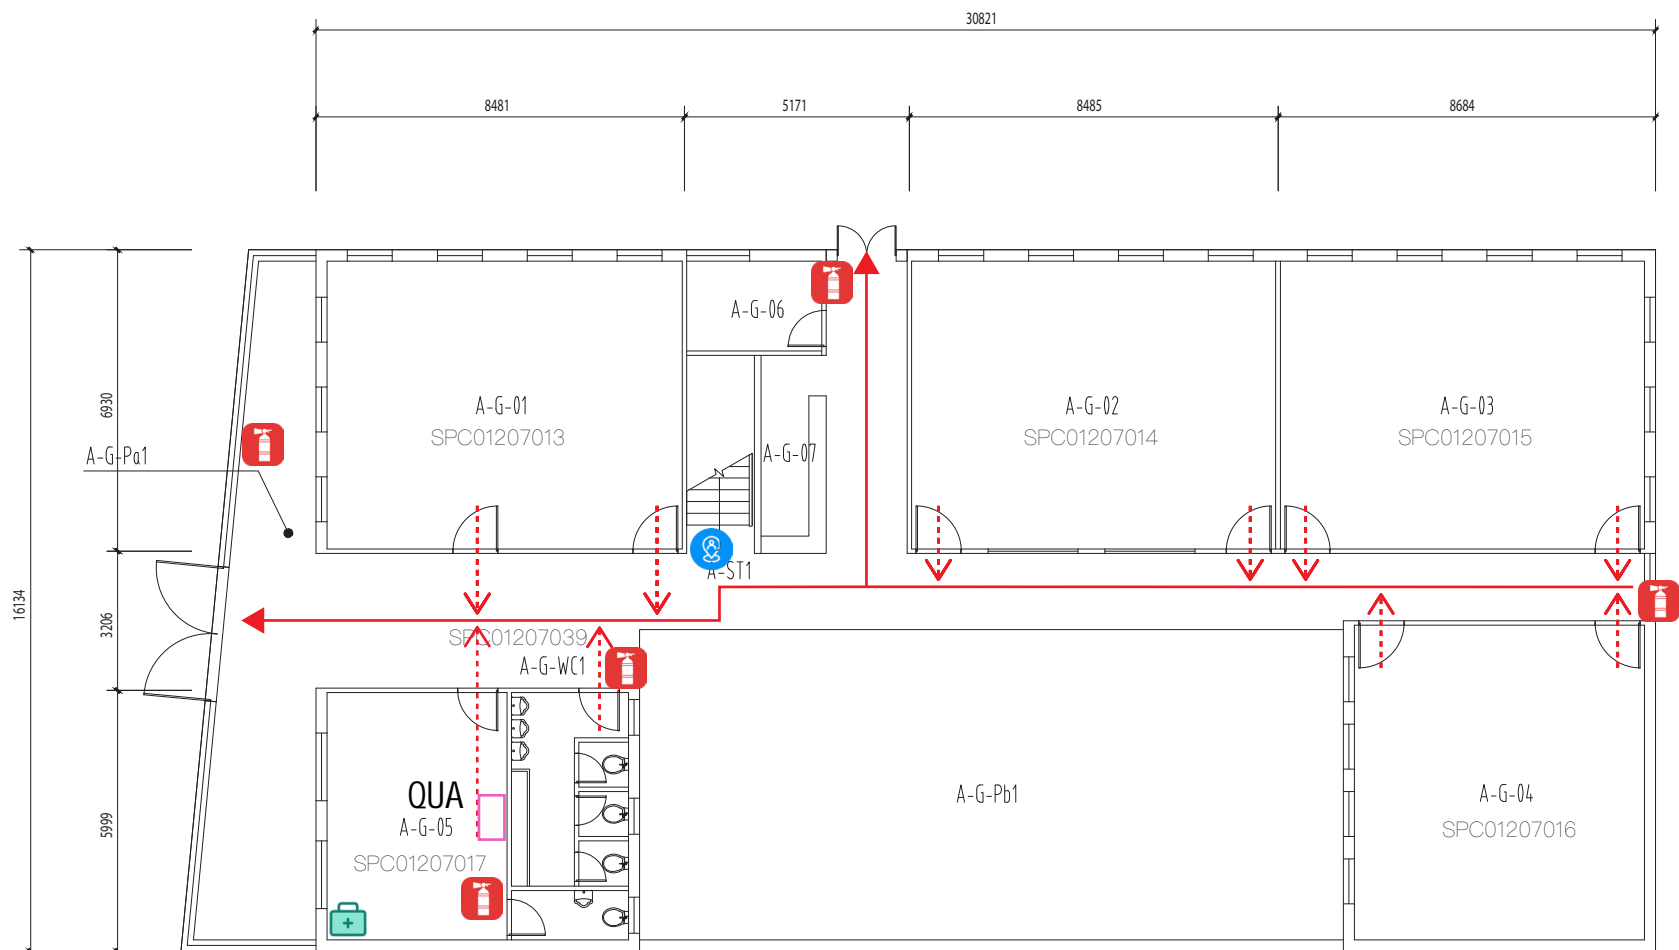 30821
8481
5171
8485
8684
A-G-06
A-G-01
SPC01207013
A-G-02
SPC01207014
A-G-03
SPC01207015
6930
A-G-Pa1
A-G-07
A-ST1
16134
3206
SPC01207039
A-G-WC1
QUA
A-G-05
SPC01207017
5999
A-G-Pb1
A-G-04
SPC01207016